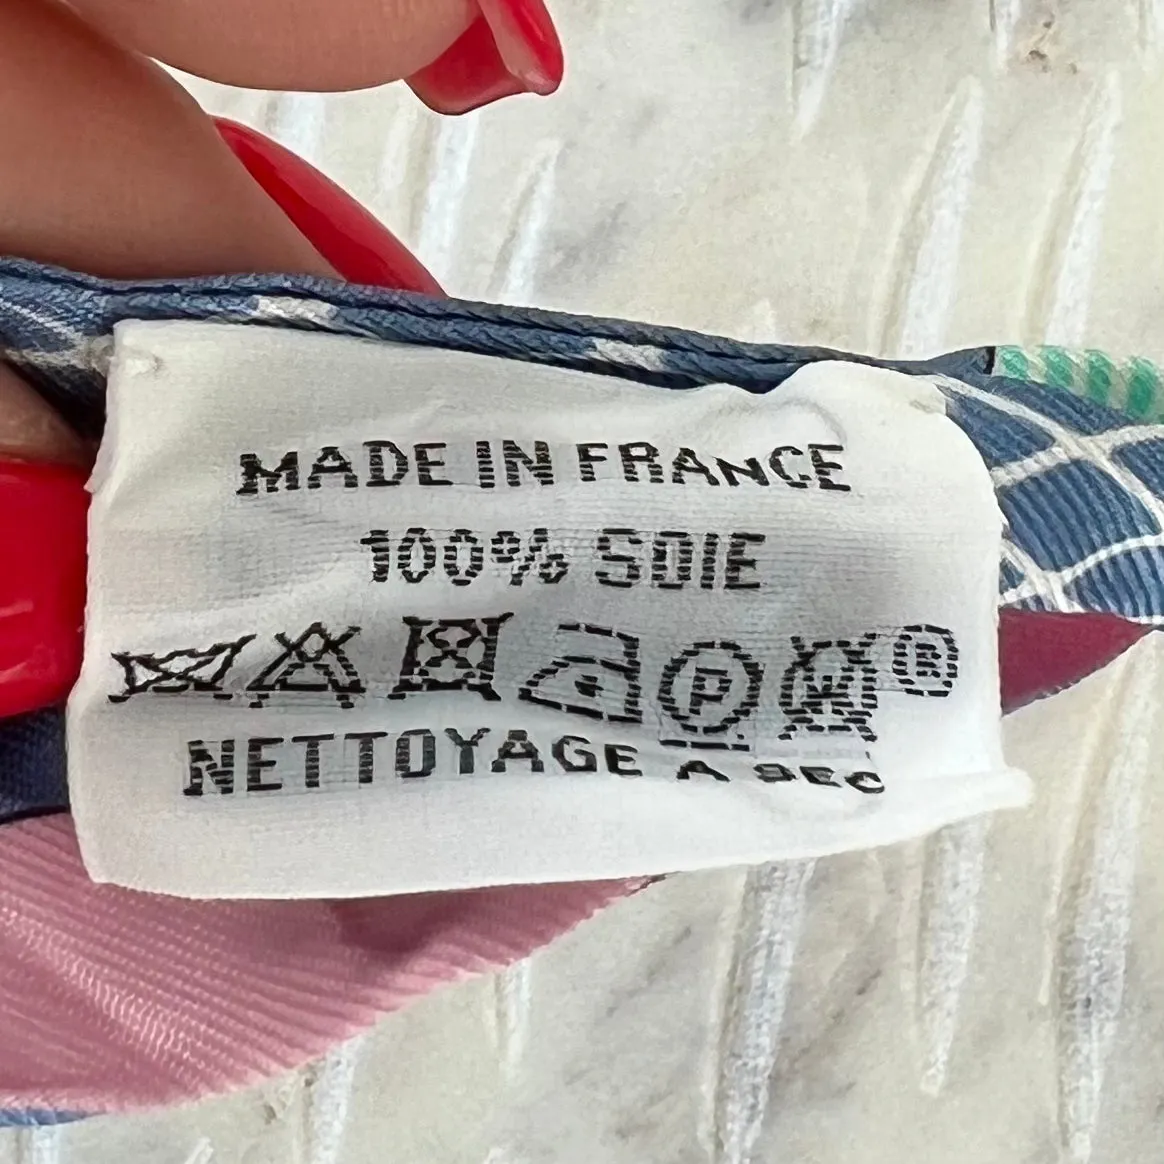 MADE IN FRANCE
100% SOIE
P W ®
NETTOYAGE A SEC